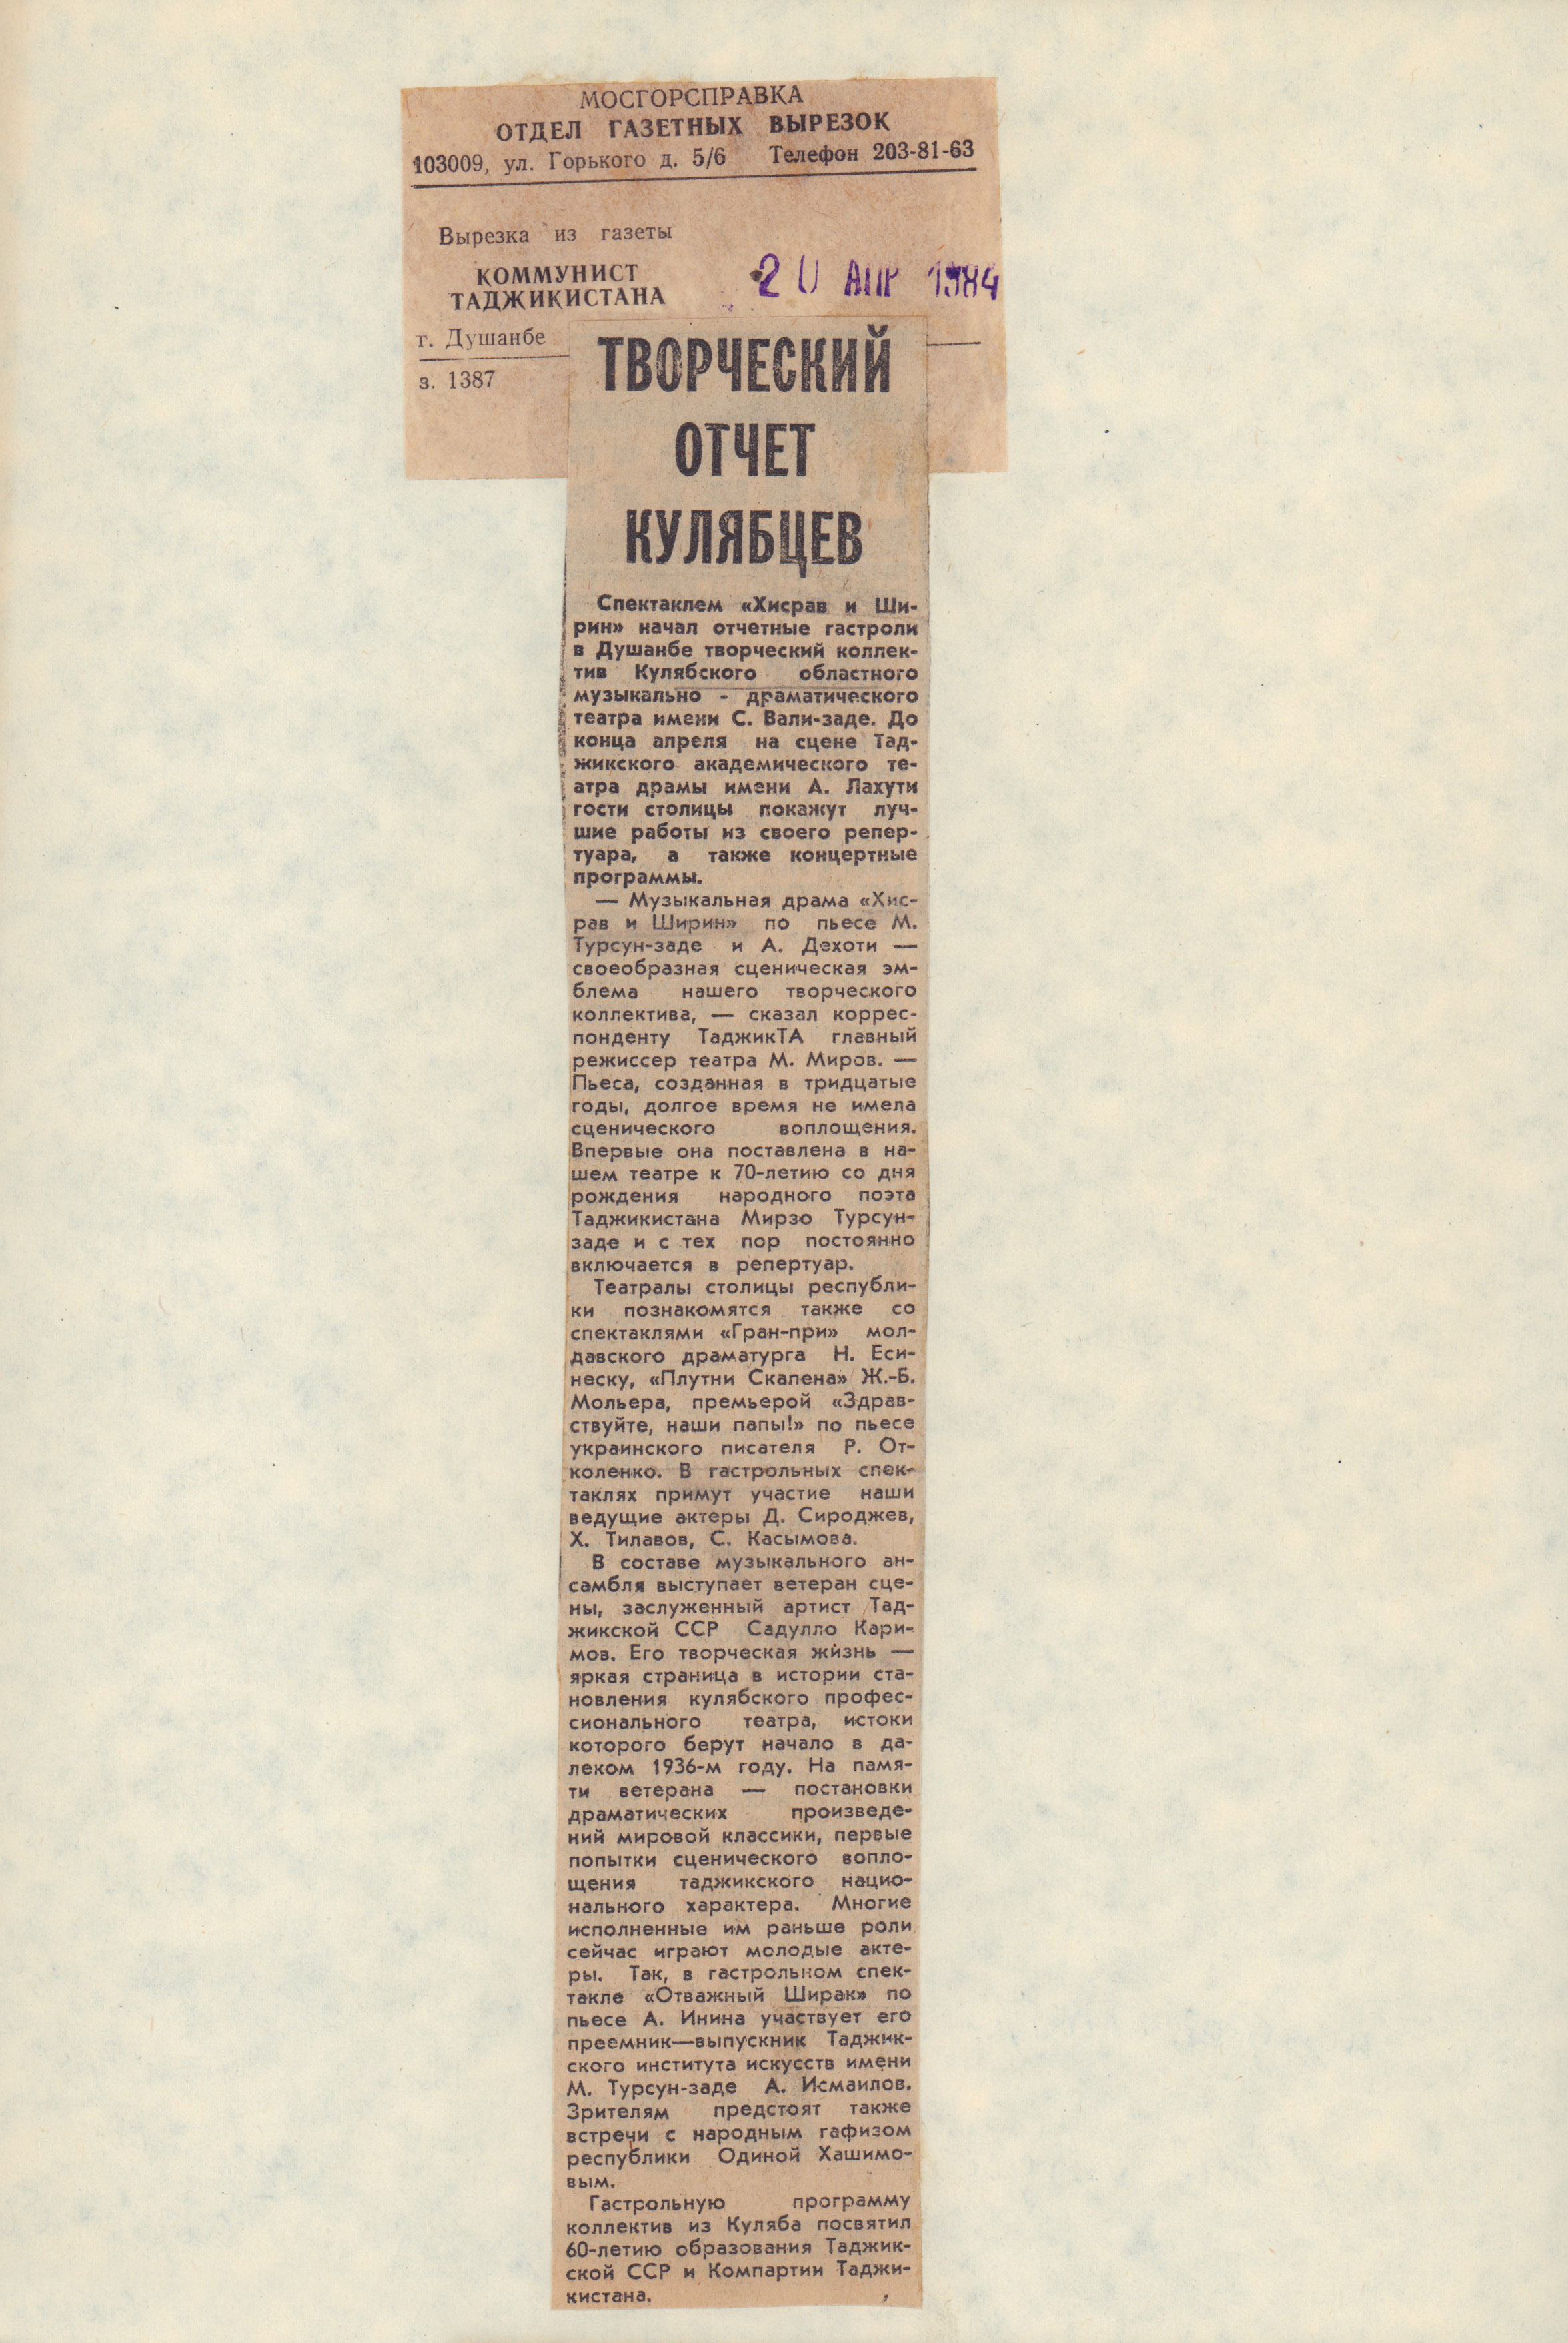 МОСГОРСПРАВКА
ОТДЕЛ ГАЗЕТНЫХ ВЫРЕЗОК
103009, ул. Горького д. 5/6 Телефон 203-81-63
Вырезка из газеты
КОММУНИСТ
ТАДЖИКИСТАНА
20 АПР 1984
г. Душанбе
з. 1387
ТВОРЧЕСКИЙ
ОТЧЕТ
КУЛЯБЦЕВ
Спектаклем «Хисрав и Ши-
рин» начал отчетные гастроли
в Душанбе творческий коллек-
тив Кулябского областного
музыкально - драматического
театра имени С. Вали-заде. До
конца апреля на сцене Тад-
жикского академического те-
атра драмы имени А. Лахути
гости столицы покажут луч-
шие работы из своего репер-
туара, а также концертные
программы.
— Музыкальная драма «Хис-
рав и Ширин» по пьесе М.
Турсун-заде и А. Дехоти —
своеобразная сценическая эм-
блема нашего творческого
коллектива, — сказал коррес-
понденту ТаджикТА главный
режиссер театра М. Миров. —
Пьеса, созданная в тридцатые
годы, долгое время не имела
сценического воплощения.
Впервые она поставлена в на-
шем театре к 70-летию со дня
рождения народного поэта
Таджикистана Мирзо Турсун-
заде и с тех пор постоянно
включается в репертуар.
Театралы столицы республи-
ки познакомятся также со
спектаклями «Гран-при» мол-
давского драматурга Н. Еси-
неску, «Плутни Скапена» Ж.-Б.
Мольера, премьерой «Здрав-
ствуйте, наши папы!» по пьесе
украинского писателя Р. От-
коленко. В гастрольных спек-
таклях примут участие наши
ведущие актеры Д. Сироджев,
Х. Тилавов, С. Касымова.
В составе музыкального ан-
самбля выступает ветеран сце-
ны, заслуженный артист Тад-
жикской ССР Садулло Кари-
мов. Его творческая жизнь —
яркая страница в истории ста-
новления кулябского профес-
сионального театра, истоки
которого берут начало в да-
леком 1936-м году. На памя-
ти ветерана — постановки
драматических произведе-
ний мировой классики, первые
попытки сценического вопло-
щения таджикского нацио-
нального характера. Многие
исполненные им раньше роли
сейчас играют молодые акте-
ры. Так, в гастрольном спек-
такле «Отважный Ширак» по
пьесе А. Инина участвует его
преемник—выпускник Таджик-
ского института искусств имени
М. Турсун-заде А. Исмаилов.
Зрителям предстоят также
встречи с народным гафизом
республики Одиной Хашимо-
вым.
Гастрольную программу
коллектив из Куляба посвятил
60-летию образования Таджик-
ской ССР и Компартии Таджи-
кистана.